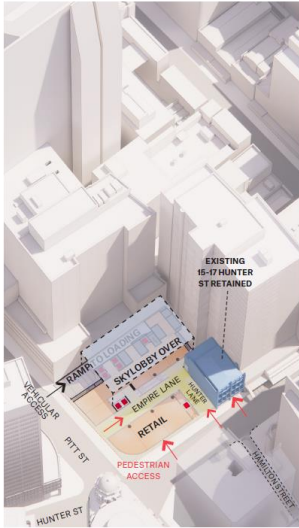 EXISTING
15-17 HUNTER
ST RETAINED
RAMP
TO LOADING
SKYLOBBY OVER
VEHICULAR
ACCESS
EMPIRE LANE
HUNTER
LANE
PITT ST
RETAIL
PEDESTRIAN
ACCESS
HAMILTON STREET
HUNTER ST